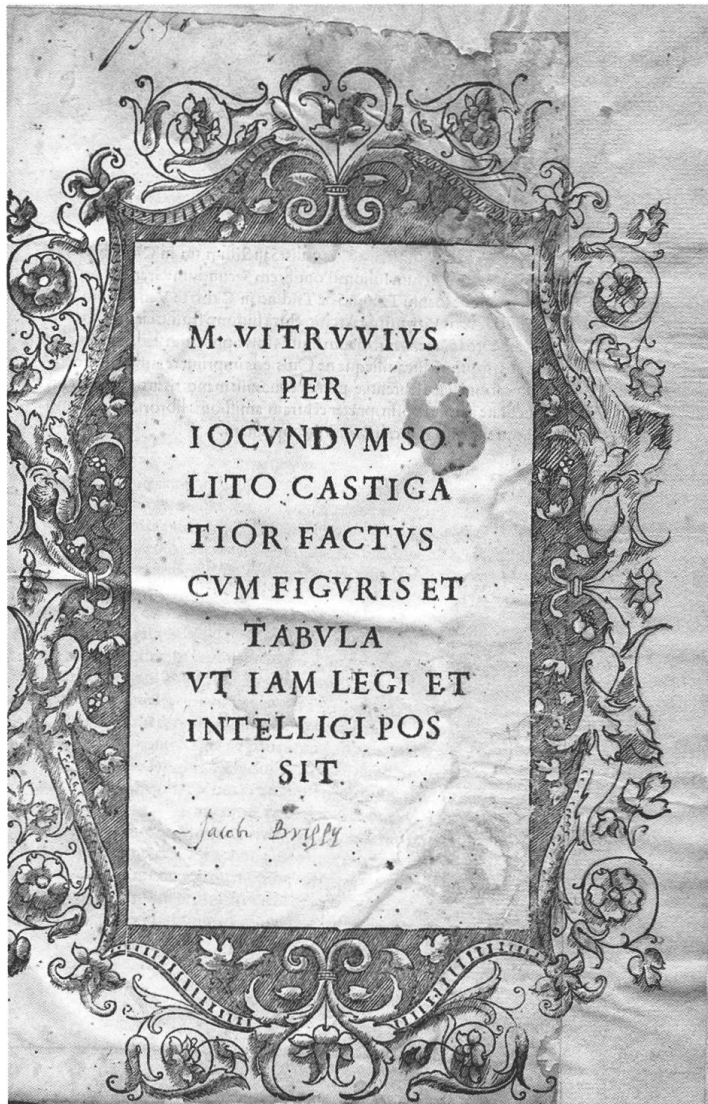 M. VITRVVIVS
PER
IOCVNDVM SO
LITO CASTIGA
TIOR FACTVS
CVM FIGVRIS ET
TABVLA
VT IAM LEGI ET
INTELLIGI POS
SIT
Jacobi